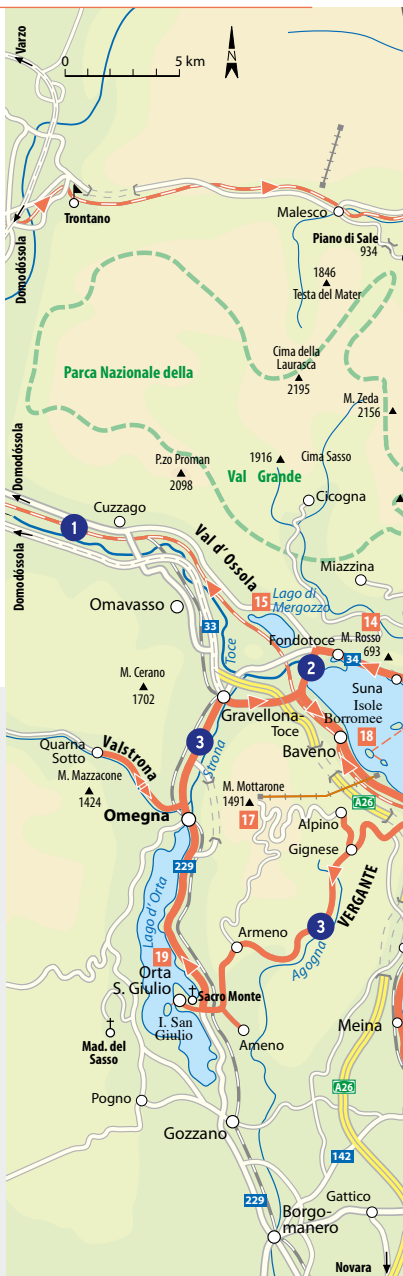 Varzo
0 5 km
N
Trontano
Domodóssola
Malesco
Piano di Sale
934
1846
Testa del Mater
Cima della
Laurasca
2195
Parca Nazionale della
M. Zeda
2156
P.zo Proman
2098
1916
Cima Sasso
Val Grande
Cicogna
Domodóssola
Cuzzago
1
Domodóssola
Val d'Ossola
Miazzina
15
Lago di
Mergozzo
14
Omavasso
33
Toce
Fondotoce
M. Rosso
693
34
2
Suna
Isole
Borromee
M. Cerano
1702
Gravellona-
Toce
18
3
Baveno
Strona
Quarna
Sotto
Valstrona
M. Mazzacone
1424
M. Mottarone
1491
17
A26
Omegna
Alpino
Gignese
229
VERGANTE
Lago d'Orta
3
Armeno
Agogna
19
Orta
S. Giulio
Sacro Monte
I. San
Giulio
Meina
Mad. del
Sasso
Ameno
A26
Pogno
Gozzano
142
229
Gattico
Borgo-
manero
Novara